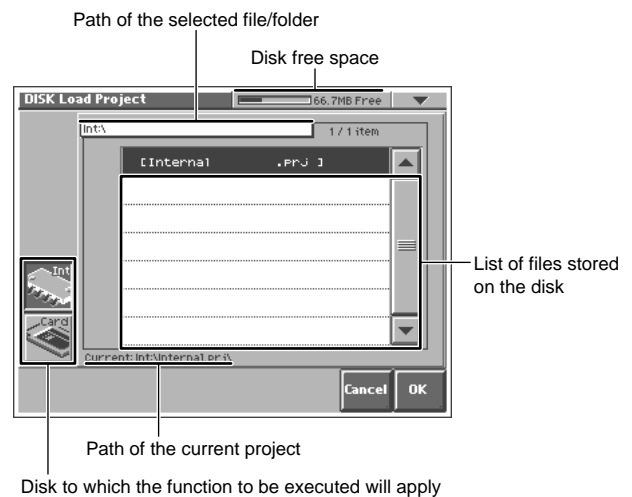 Path of the selected file/folder
Disk free space
DISK Load Project
66.7MB Free
Int:\
1 / 1 item
[Internal .prj ]
Int
Card
List of files stored
on the disk
Current:Int:\Internal.prj\
Cancel
OK
Path of the current project
Disk to which the function to be executed will apply